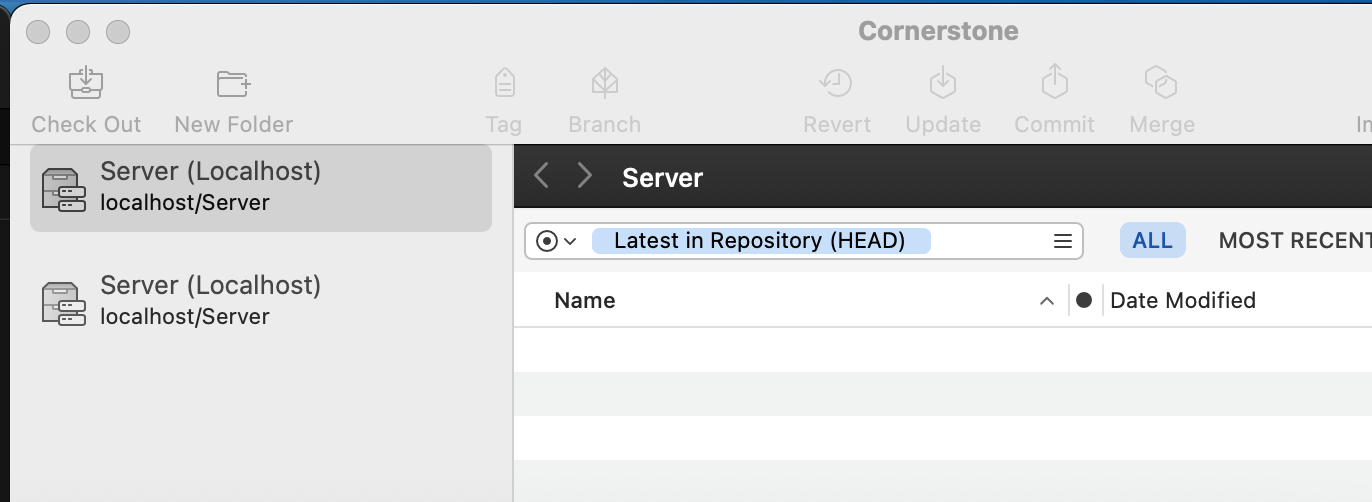 Cornerstone
Check Out New Folder Tag Branch Revert Update Commit Merge
Server (Localhost)
localhost/Server
Server (Localhost)
localhost/Server
Server
Latest in Repository (HEAD) ALL MOST RECENT
Name Date Modified